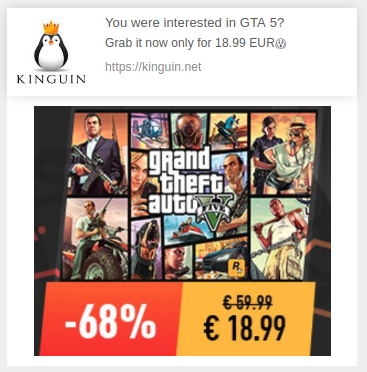 You were interested in GTA 5?
Grab it now only for 18.99 EUR😱
https://kinguin.net
KINGUIN
grand
theft
auto
V
FIVE
R
-68%
€ 59.99
€ 18.99